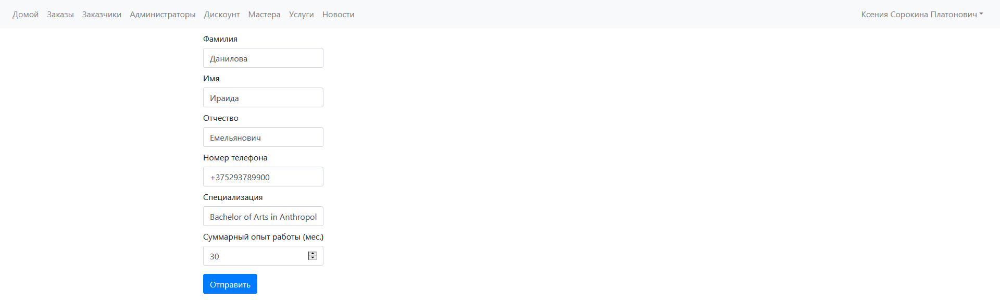 Домой Заказы Заказчики Администраторы Дискоунт Мастера Услуги Новости Ксения Сорокина Платонович
Фамилия
Данилова
Имя
Ираида
Отчество
Емельянович
Номер телефона
+375293789900
Специализация
Bachelor of Arts in Anthropol
Суммарный опыт работы (мес.)
30
Отправить